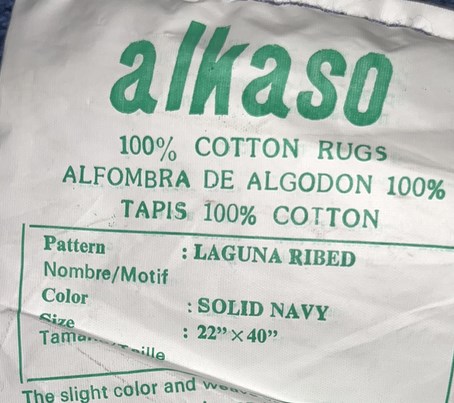 alkaso
100% COTTON RUGS
ALFOMBRA DE ALGODON 100%
TAPIS 100% COTTON
Pattern : LAGUNA RIBED
Nombre/Motif
Color : SOLID NAVY
Size : 22” × 40”
The slight color and